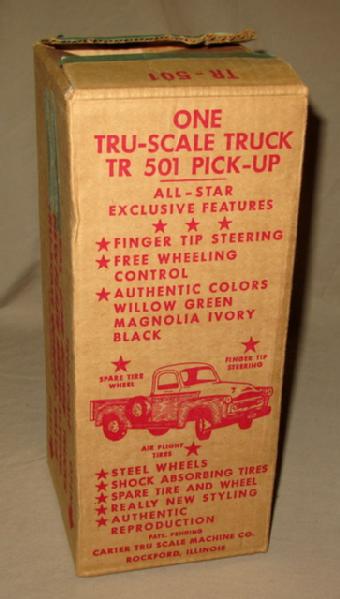 TR-501
ONE
TRU-SCALE TRUCK
TR 501 PICK-UP
ALL-STAR
EXCLUSIVE FEATURES
FINGER TIP STEERING
FREE WHEELING
CONTROL
AUTHENTIC COLORS
WILLOW GREEN
MAGNOLIA IVORY
BLACK
FINGER TIP
STEERING
SPARE TIRE
WHEEL
AIR FLIGHT
TIRES
STEEL WHEELS
SHOCK ABSORBING TIRES
SPARE TIRE AND WHEEL
REALLY NEW STYLING
AUTHENTIC
REPRODUCTION
PATS. PENDING
CARTER TRU SCALE MACHINE CO.
ROCKFORD, ILLINOIS